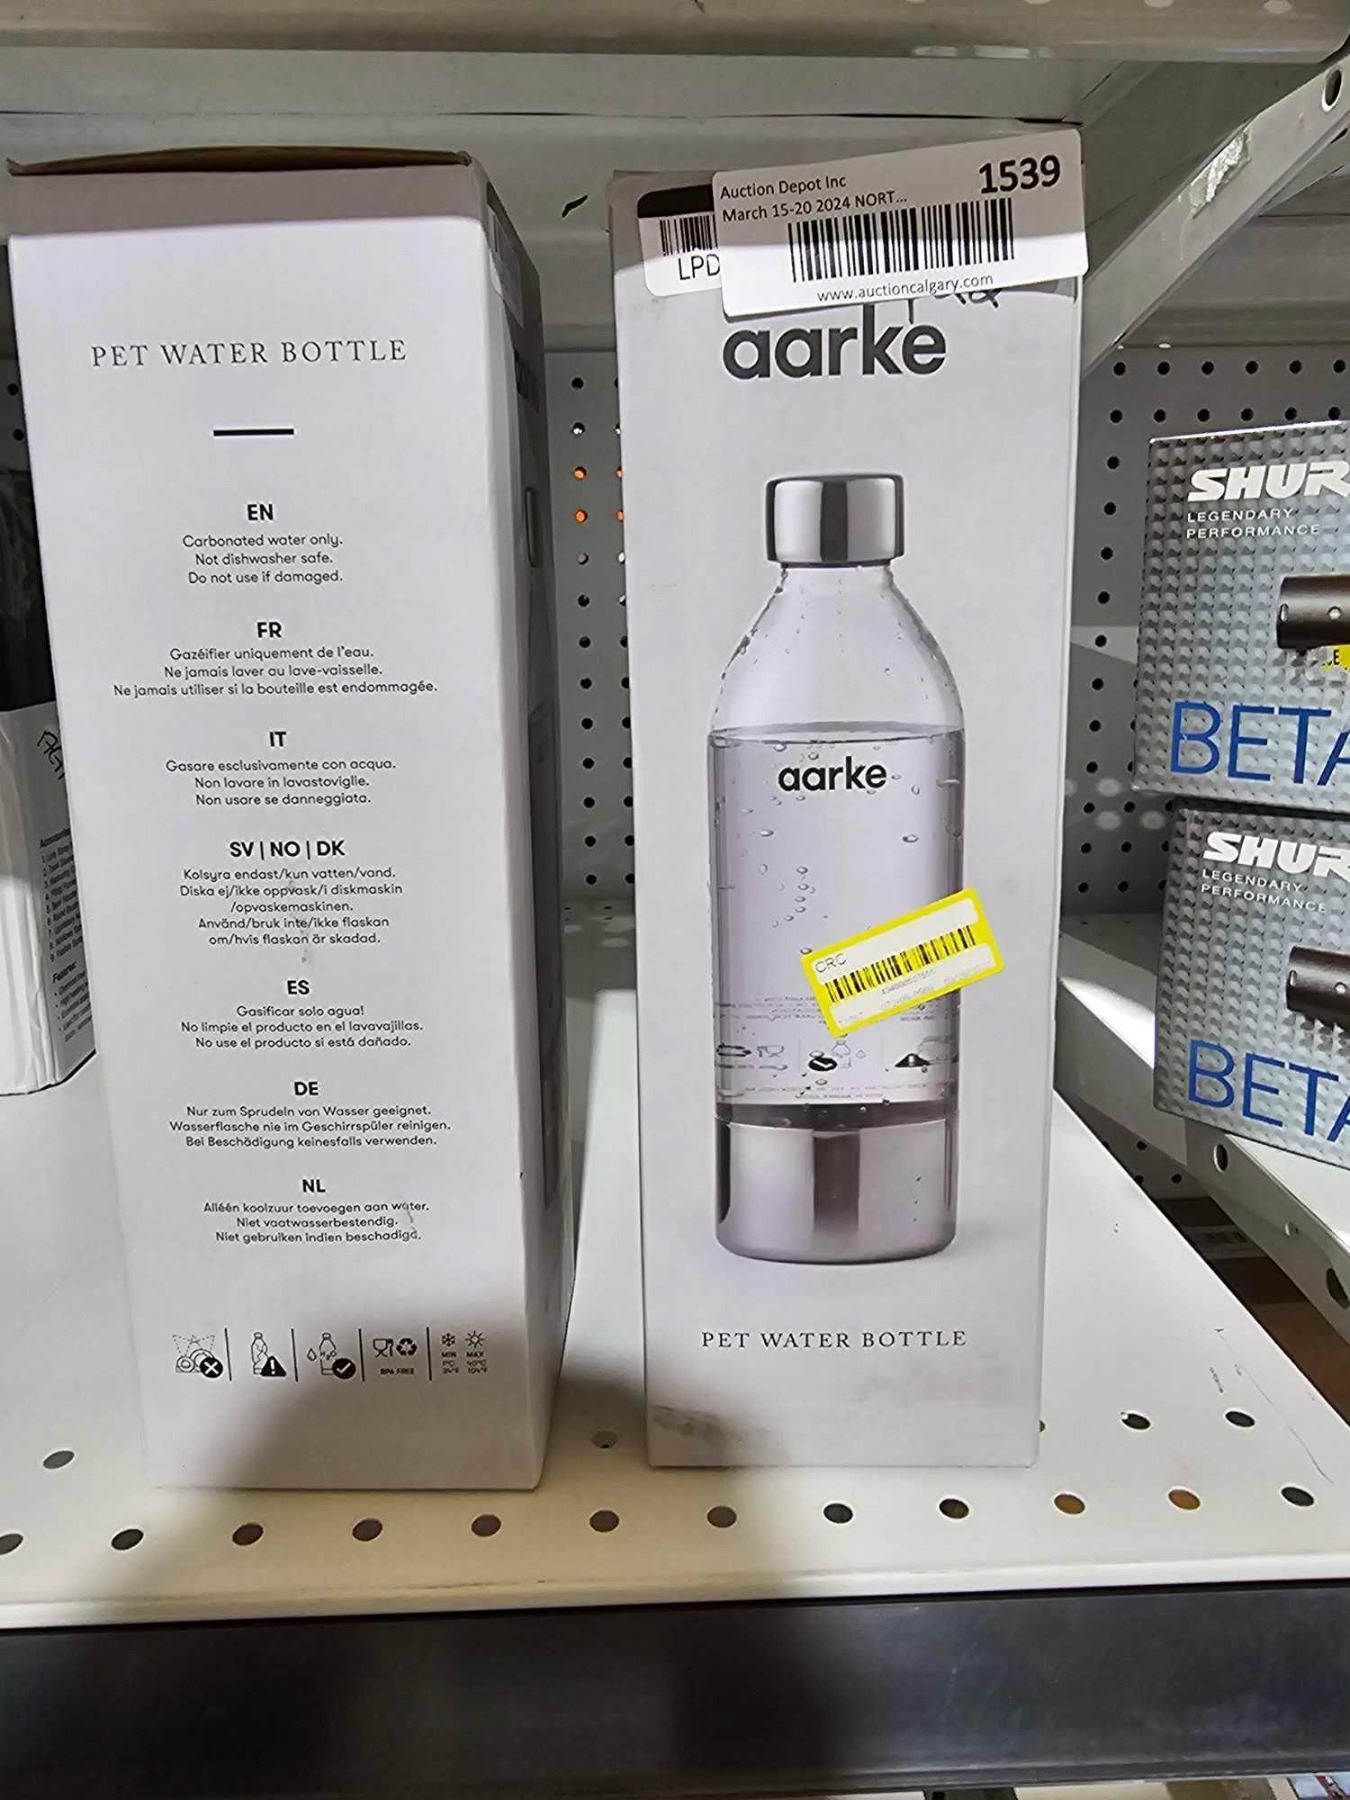 PET WATER BOTTLE
EN
Carbonated water only.
Not dishwasher safe.
Do not use if damaged.
FR
Gazéifier uniquement de l'eau.
Ne jamais laver au lave-vaisselle.
Ne jamais utiliser si la bouteille est endommagée.
IT
Gasare esclusivamente con acqua.
Non lavare in lavastoviglie.
Non usare se danneggiata.
SV | NO | DK
Kolsyra endast/kun vatten/vand.
Diska ej/ikke oppvask/i diskmaskin
/opvaskemaskinen.
Använd/bruk inte/ikke flaskan
om/hvis flaskan är skadad.
ES
Gasificar solo agua!
No limpie el producto en el lavavajillas.
No use el producto si está dañado.
DE
Nur zum Sprudeln von Wasser geeignet.
Wasserflasche nie im Geschirrspüler reinigen.
Bei Beschädigung keinesfalls verwenden.
NL
Alléén koolzuur toevoegen aan water.
Niet vaatwasserbestendig.
Niet gebruiken indien beschadigd.
H2O
BPA FREE
MIN MAX
1°C 40°C
34°F 104°F
Auction Depot Inc 1539
March 15-20 2024 NORT...
LPD
www.auctioncalgary.com
aarke
aarke
CRC
PET WATER BOTTLE
SHUR
LEGENDARY
PERFORMANCE
BETA
SHUR
LEGENDARY
PERFORMANCE
BETA